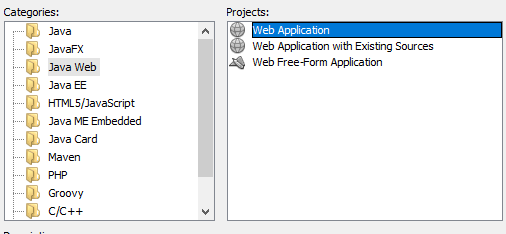 Categories:
Java
JavaFX
Java Web
Java EE
HTML5/JavaScript
Java ME Embedded
Java Card
Maven
PHP
Groovy
C/C++
Projects:
Web Application
Web Application with Existing Sources
Web Free-Form Application